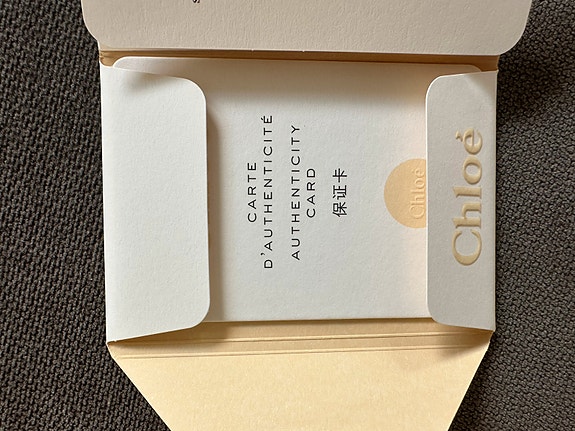 CARTE
D'AUTHENTICITÉ
AUTHENTICITY
CARD
保证卡
Chloé
Chloé